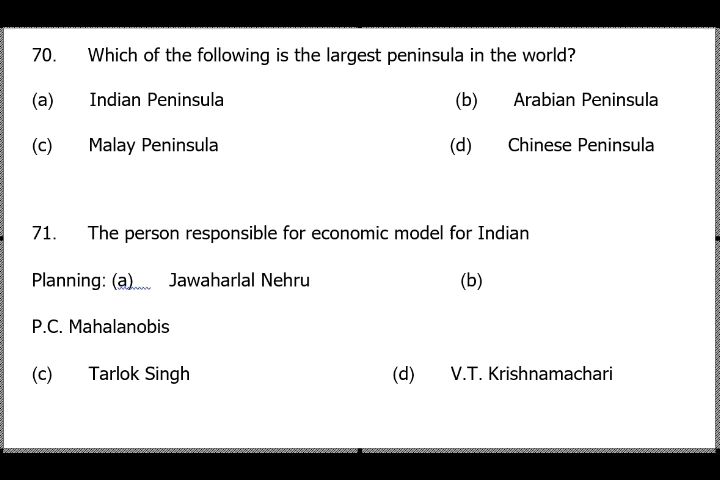 70. Which of the following is the largest peninsula in the world?
(a) Indian Peninsula (b) Arabian Peninsula
(c) Malay Peninsula (d) Chinese Peninsula
71. The person responsible for economic model for Indian
Planning: (a) Jawaharlal Nehru (b)
P.C. Mahalanobis
(c) Tarlok Singh (d) V.T. Krishnamachari